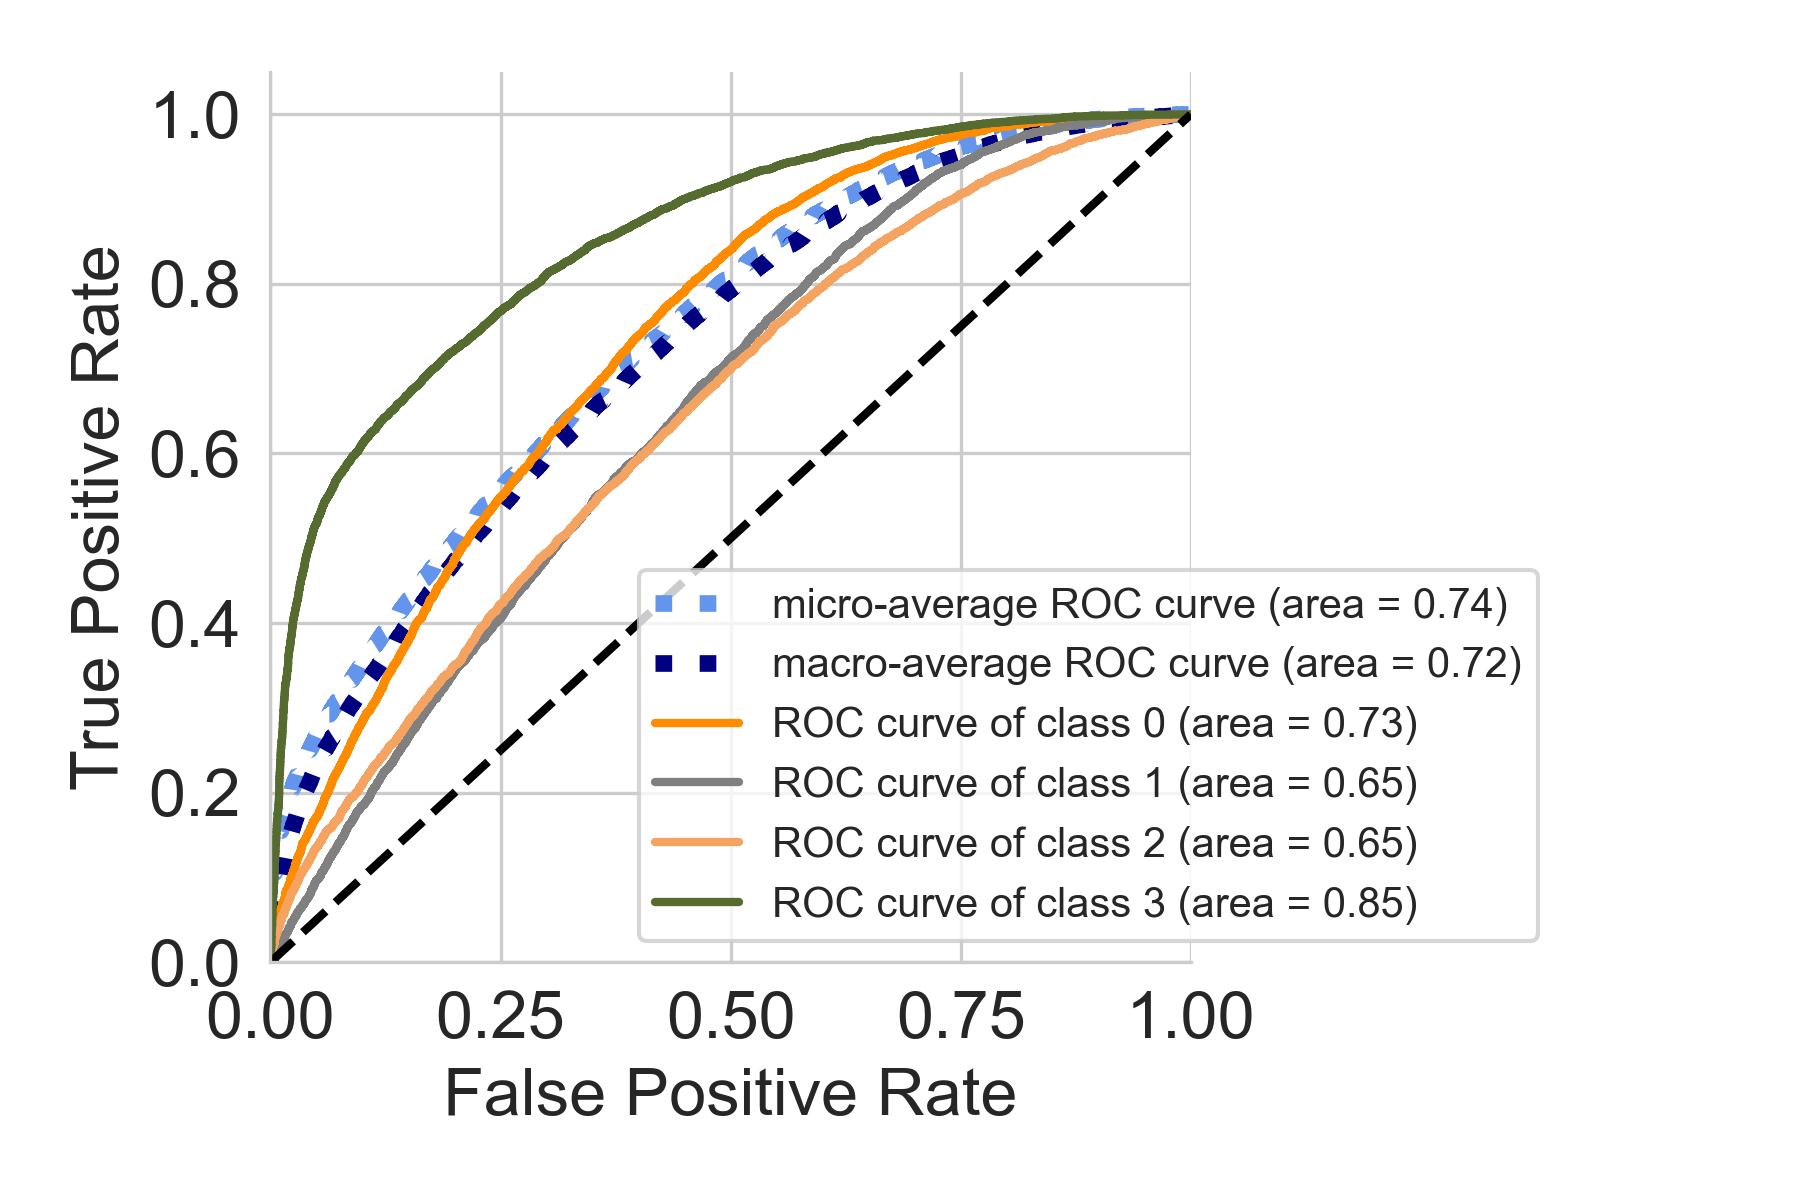 True Positive Rate
1.0
0.8
0.6
0.4
0.2
0.0
micro-average ROC curve (area = 0.74)
macro-average ROC curve (area = 0.72)
ROC curve of class 0 (area = 0.73)
ROC curve of class 1 (area = 0.65)
ROC curve of class 2 (area = 0.65)
ROC curve of class 3 (area = 0.85)
0.00 0.25 0.50 0.75 1.00
False Positive Rate